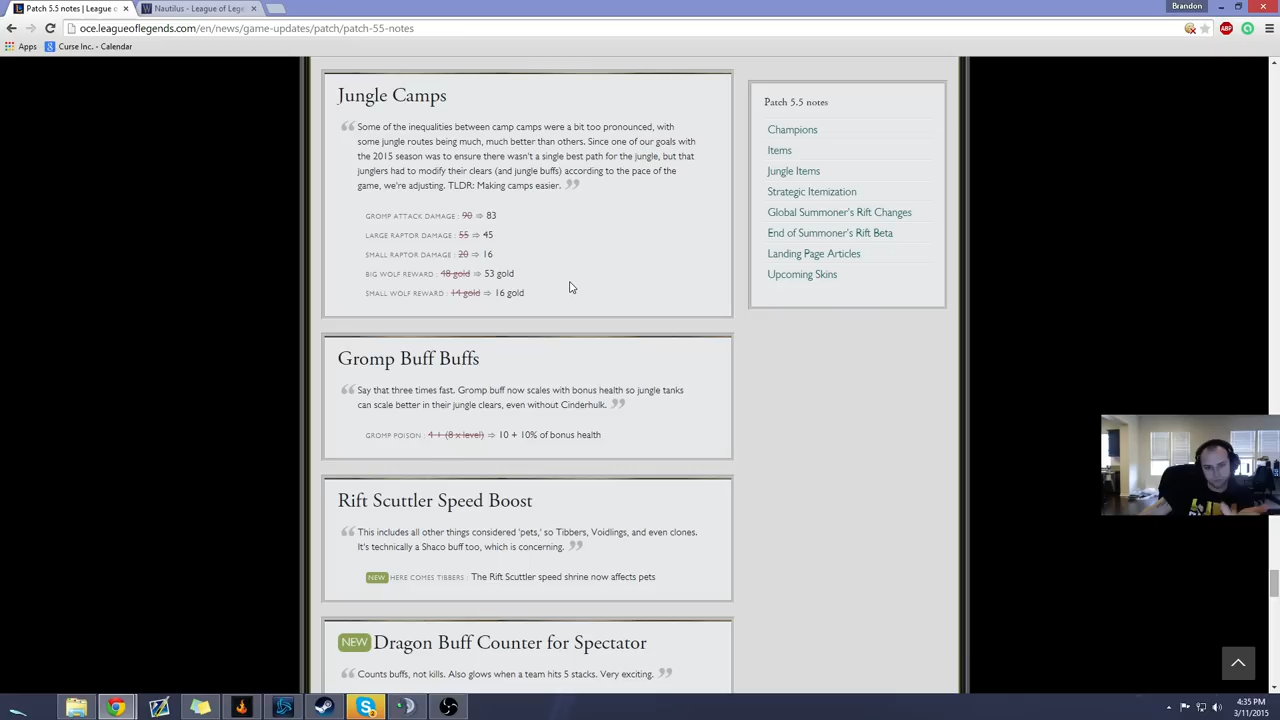 Patch 5.5 notes | League o
Nautilus - League of Lege
Brandon
oce.leagueoflegends.com/en/news/game-updates/patch/patch-55-notes
ABP
Apps
Curse Inc. - Calendar
Jungle Camps
Some of the inequalities between camp camps were a bit too pronounced, with
some jungle routes being much, much better than others. Since one of our goals with
the 2015 season was to ensure there wasn't a single best path for the jungle, but that
junglers had to modify their clears (and jungle buffs) according to the pace of the
game, we're adjusting. TLDR: Making camps easier.
GROMP ATTACK DAMAGE : 90 ⇒ 83
LARGE RAPTOR DAMAGE : 55 ⇒ 45
SMALL RAPTOR DAMAGE : 20 ⇒ 16
BIG WOLF REWARD : 48 gold ⇒ 53 gold
SMALL WOLF REWARD : 14 gold ⇒ 16 gold
Gromp Buff Buffs
Say that three times fast. Gromp buff now scales with bonus health so jungle tanks
can scale better in their jungle clears, even without Cinderhulk.
GROMP POISON : 4 + (8 x level) ⇒ 10 + 10% of bonus health
Rift Scuttler Speed Boost
This includes all other things considered 'pets,' so Tibbers, Voidlings, and even clones.
It's technically a Shaco buff too, which is concerning.
NEW HERE COMES TIBBERS : The Rift Scuttler speed shrine now affects pets
NEW Dragon Buff Counter for Spectator
Counts buffs, not kills. Also glows when a team hits 5 stacks. Very exciting.
Patch 5.5 notes
Champions
Items
Jungle Items
Strategic Itemization
Global Summoner's Rift Changes
End of Summoner's Rift Beta
Landing Page Articles
Upcoming Skins
4:35 PM
3/11/2015